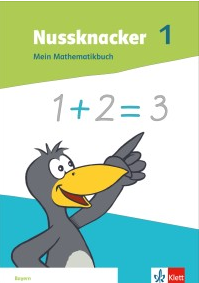 Nussknacker 1
Mein Mathematikbuch
1+2=3
Bayern
Klett